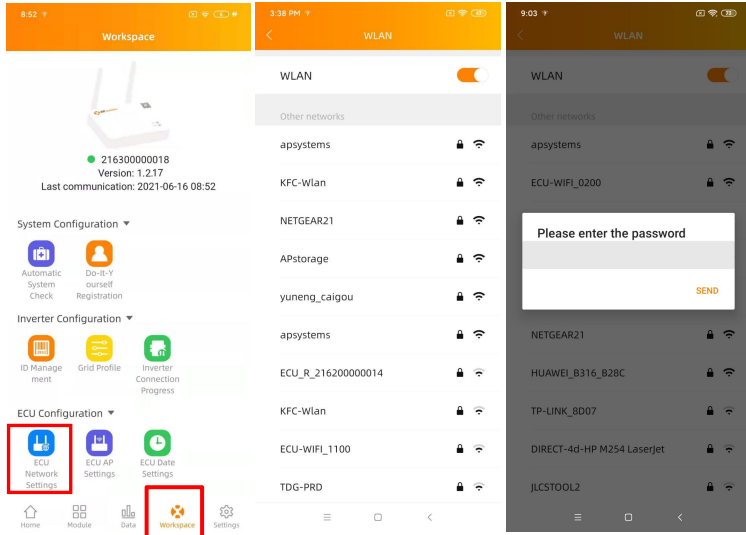 8:52
Workspace
216300000018
Version: 1.2.17
Last communication: 2021-06-16 08:52
System Configuration
Automatic
System
Check
Do-It-Y
ourself
Registration
Inverter Configuration
ID Manage
ment
Grid Profile
Inverter
Connection
Progress
ECU Configuration
ECU
Network
Settings
ECU AP
Settings
ECU Date
Settings
Home
Module
Data
Workspace
Settings
3:38 PM
WLAN
WLAN
Other networks
apsystems
KFC-Wlan
NETGEAR21
APstorage
yuneng_caigou
apsystems
ECU_R_216200000014
KFC-Wlan
ECU-WIFI_1100
TDG-PRD
9:03
WLAN
WLAN
Other networks
apsystems
ECU-WIFI_0200
Please enter the password
SEND
NETGEAR21
HUAWEI_B316_B28C
TP-LINK_8D07
DIRECT-4d-HP M254 LaserJet
JLCSTOOL2